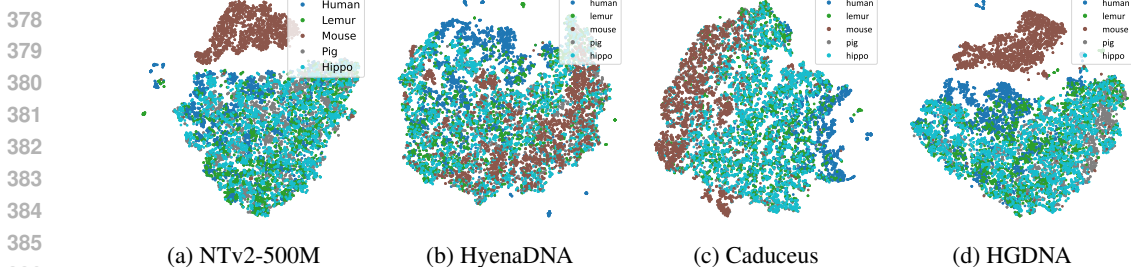 378
379
380
381
382
383
384
385
Human
Lemur
Mouse
Pig
Hippo
human
lemur
mouse
pig
hippo
human
lemur
mouse
pig
hippo
human
lemur
mouse
pig
hippo
(a) NTv2-500M
(b) HyenaDNA
(c) Caduceus
(d) HGDNA